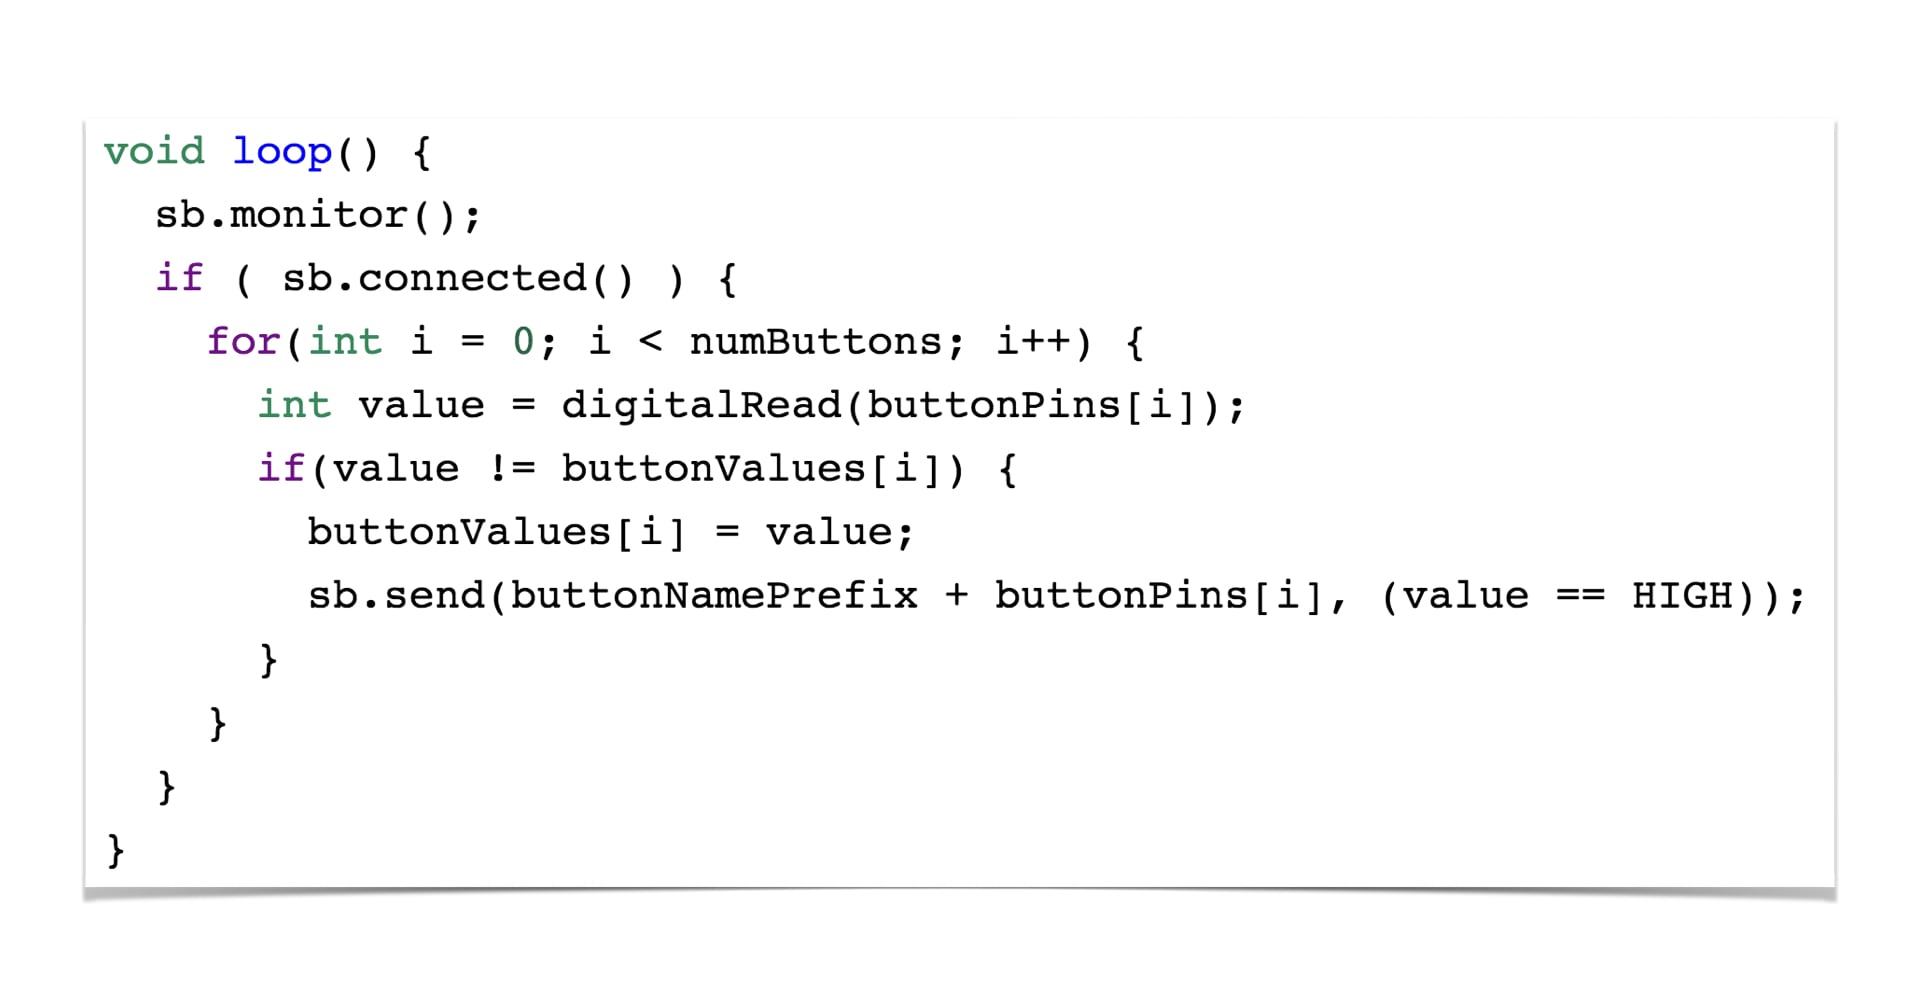 void loop() {
  sb.monitor();
  if ( sb.connected() ) {
    for(int i = 0; i < numButtons; i++) {
      int value = digitalRead(buttonPins[i]);
      if(value != buttonValues[i]) {
        buttonValues[i] = value;
        sb.send(buttonNamePrefix + buttonPins[i], (value == HIGH));
      }
    }
  }
}